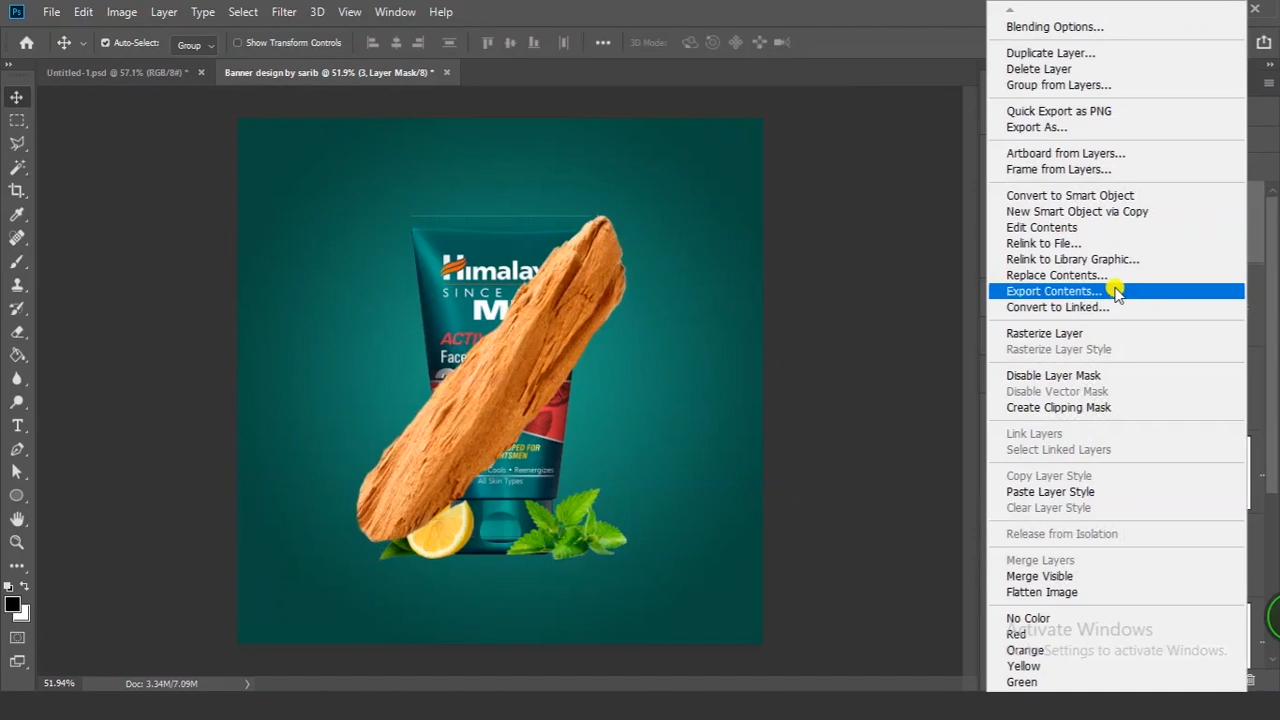 Ps File Edit Image Layer Type Select Filter 3D View Window Help
Auto-Select: Group Show Transform Controls 3D Mode:
Untitled-1.psd @ 57.1% (RGB/8#) * Banner design by sarib @ 51.9% (3, Layer Mask/8) *
Blending Options...
Duplicate Layer...
Delete Layer
Group from Layers...
Quick Export as PNG
Export As...
Artboard from Layers...
Frame from Layers...
Convert to Smart Object
New Smart Object via Copy
Edit Contents
Relink to File...
Relink to Library Graphic...
Replace Contents...
Export Contents...
Convert to Linked...
Rasterize Layer
Rasterize Layer Style
Disable Layer Mask
Disable Vector Mask
Create Clipping Mask
Link Layers
Select Linked Layers
Copy Layer Style
Paste Layer Style
Clear Layer Style
Release from Isolation
Merge Layers
Merge Visible
Flatten Image
No Color
Red
Orange
Yellow
Green
Activate Windows
Settings to activate Windows.
Himalay
SINCE
M
ACTIV
Face
Cools • Reenergizes
All Skin Types
51.94% Doc: 3.34M/7.09M